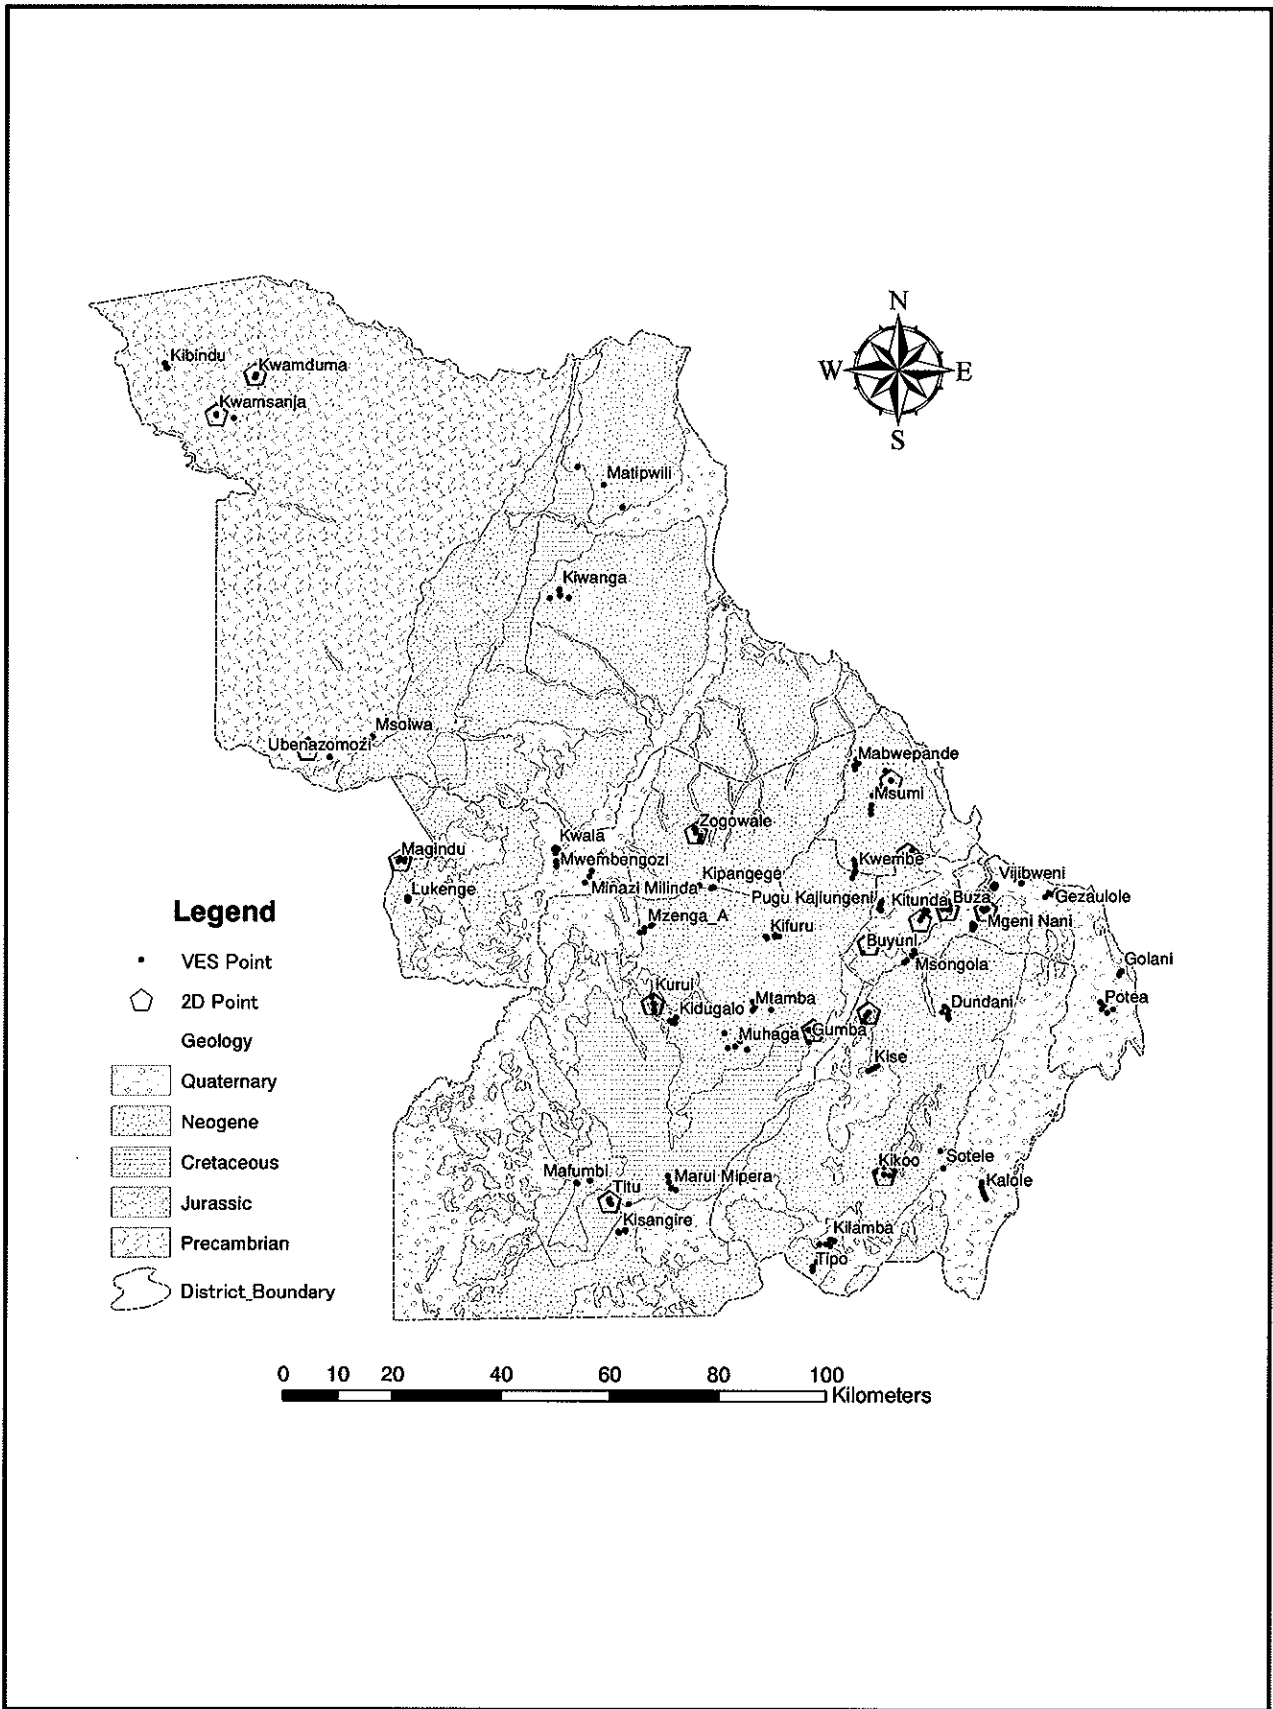 N
W E
S
Kibindu
Kwamduma
Kwamsanja
Matipwili
Kiwanga
Msolwa
Ubenazomozi
Mabwepande
Msumi
Zogowale
Kwala
Magindu
Mwembengozi
Kwembe
Kipangege
Vijibweni
Minazi Milinda
Lukenge
Pugu Kajiungeni
Kitunda
Buza
Gezaulole
Mzenga_A
Kifuru
Mgeni Nani
Buyuni
Msongola
Golani
Kurui
Kidugalo
Mtamba
Dundani
Potea
Muhaga
Gumba
Kise
Sotele
Kikoo
Mafumbi
Titu
Marui Mipera
Kalole
Kisangire
Kilamba
Tipo
Legend
VES Point
2D Point
Geology
Quaternary
Neogene
Cretaceous
Jurassic
Precambrian
District_Boundary
0 10 20 40 60 80 100
Kilometers